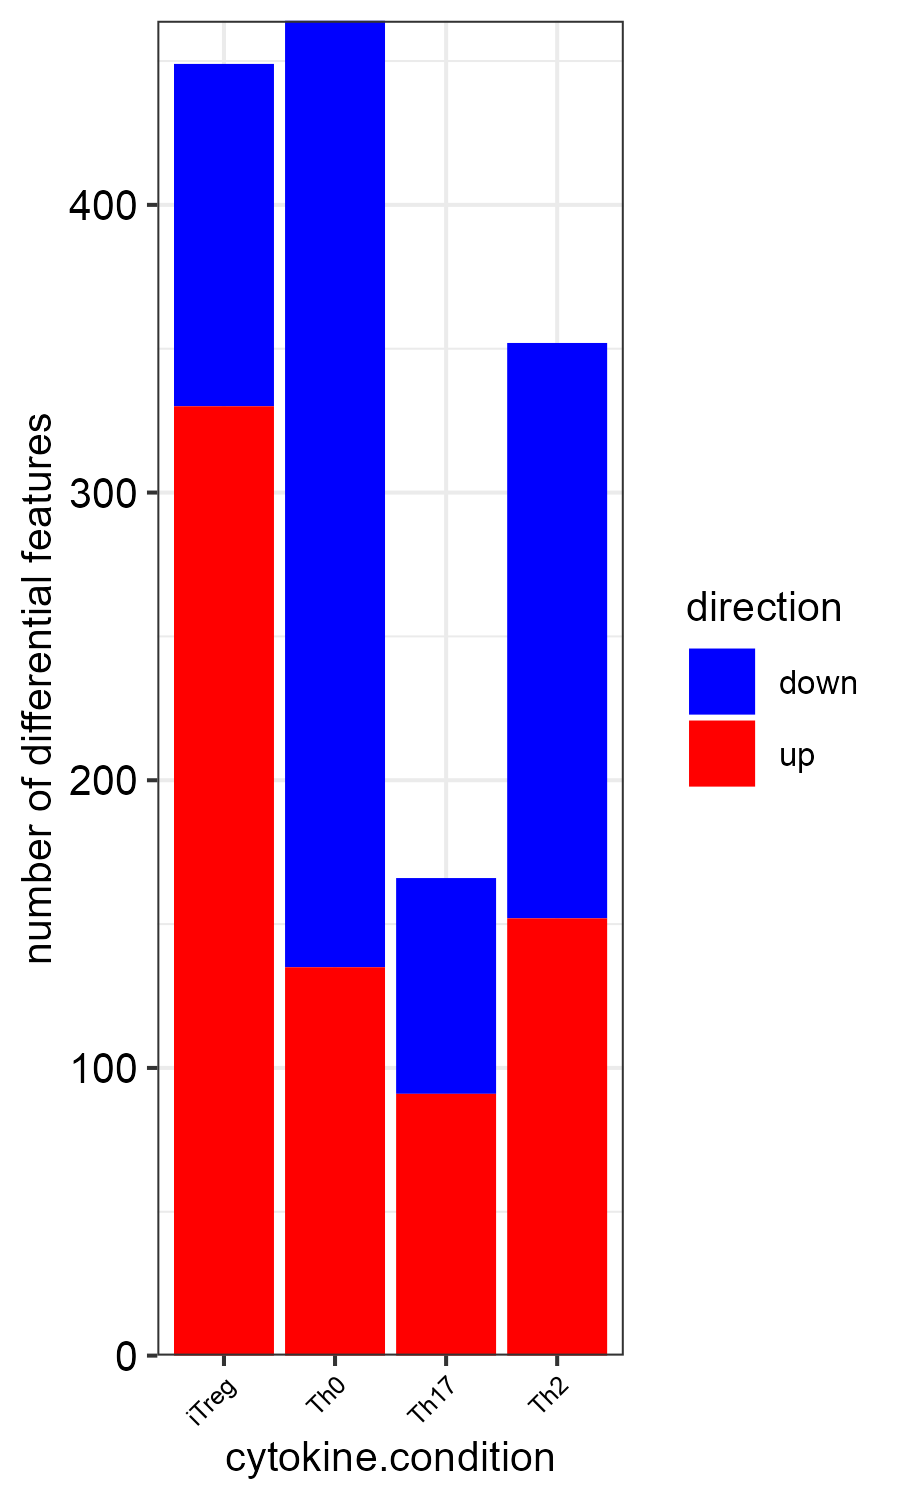 number of differential features
400
300
200
100
0
iTreg
Th0
Th17
Th2
cytokine.condition
direction
down
up